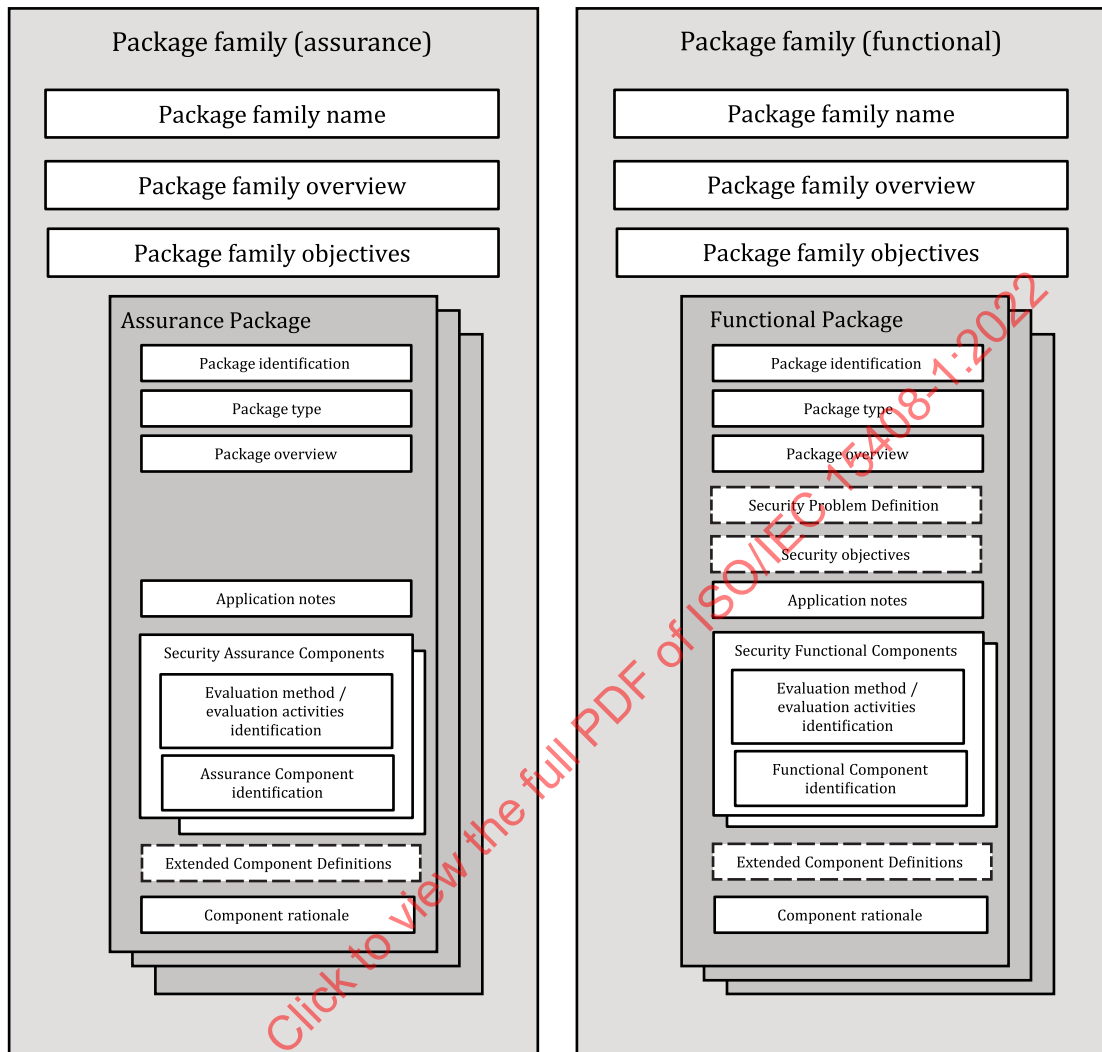 Package family (assurance)
Package family name
Package family overview
Package family objectives
Assurance Package
Package identification
Package type
Package overview
Application notes
Security Assurance Components
Evaluation method /
evaluation activities
identification
Assurance Component
identification
Extended Component Definitions
Component rationale
Package family (functional)
Package family name
Package family overview
Package family objectives
Functional Package
Package identification
Package type
Package overview
Security Problem Definition
Security objectives
Application notes
Security Functional Components
Evaluation method /
evaluation activities
identification
Functional Component
identification
Extended Component Definitions
Component rationale
Click to view the full PDF of ISO/IEC 15408-1:2022